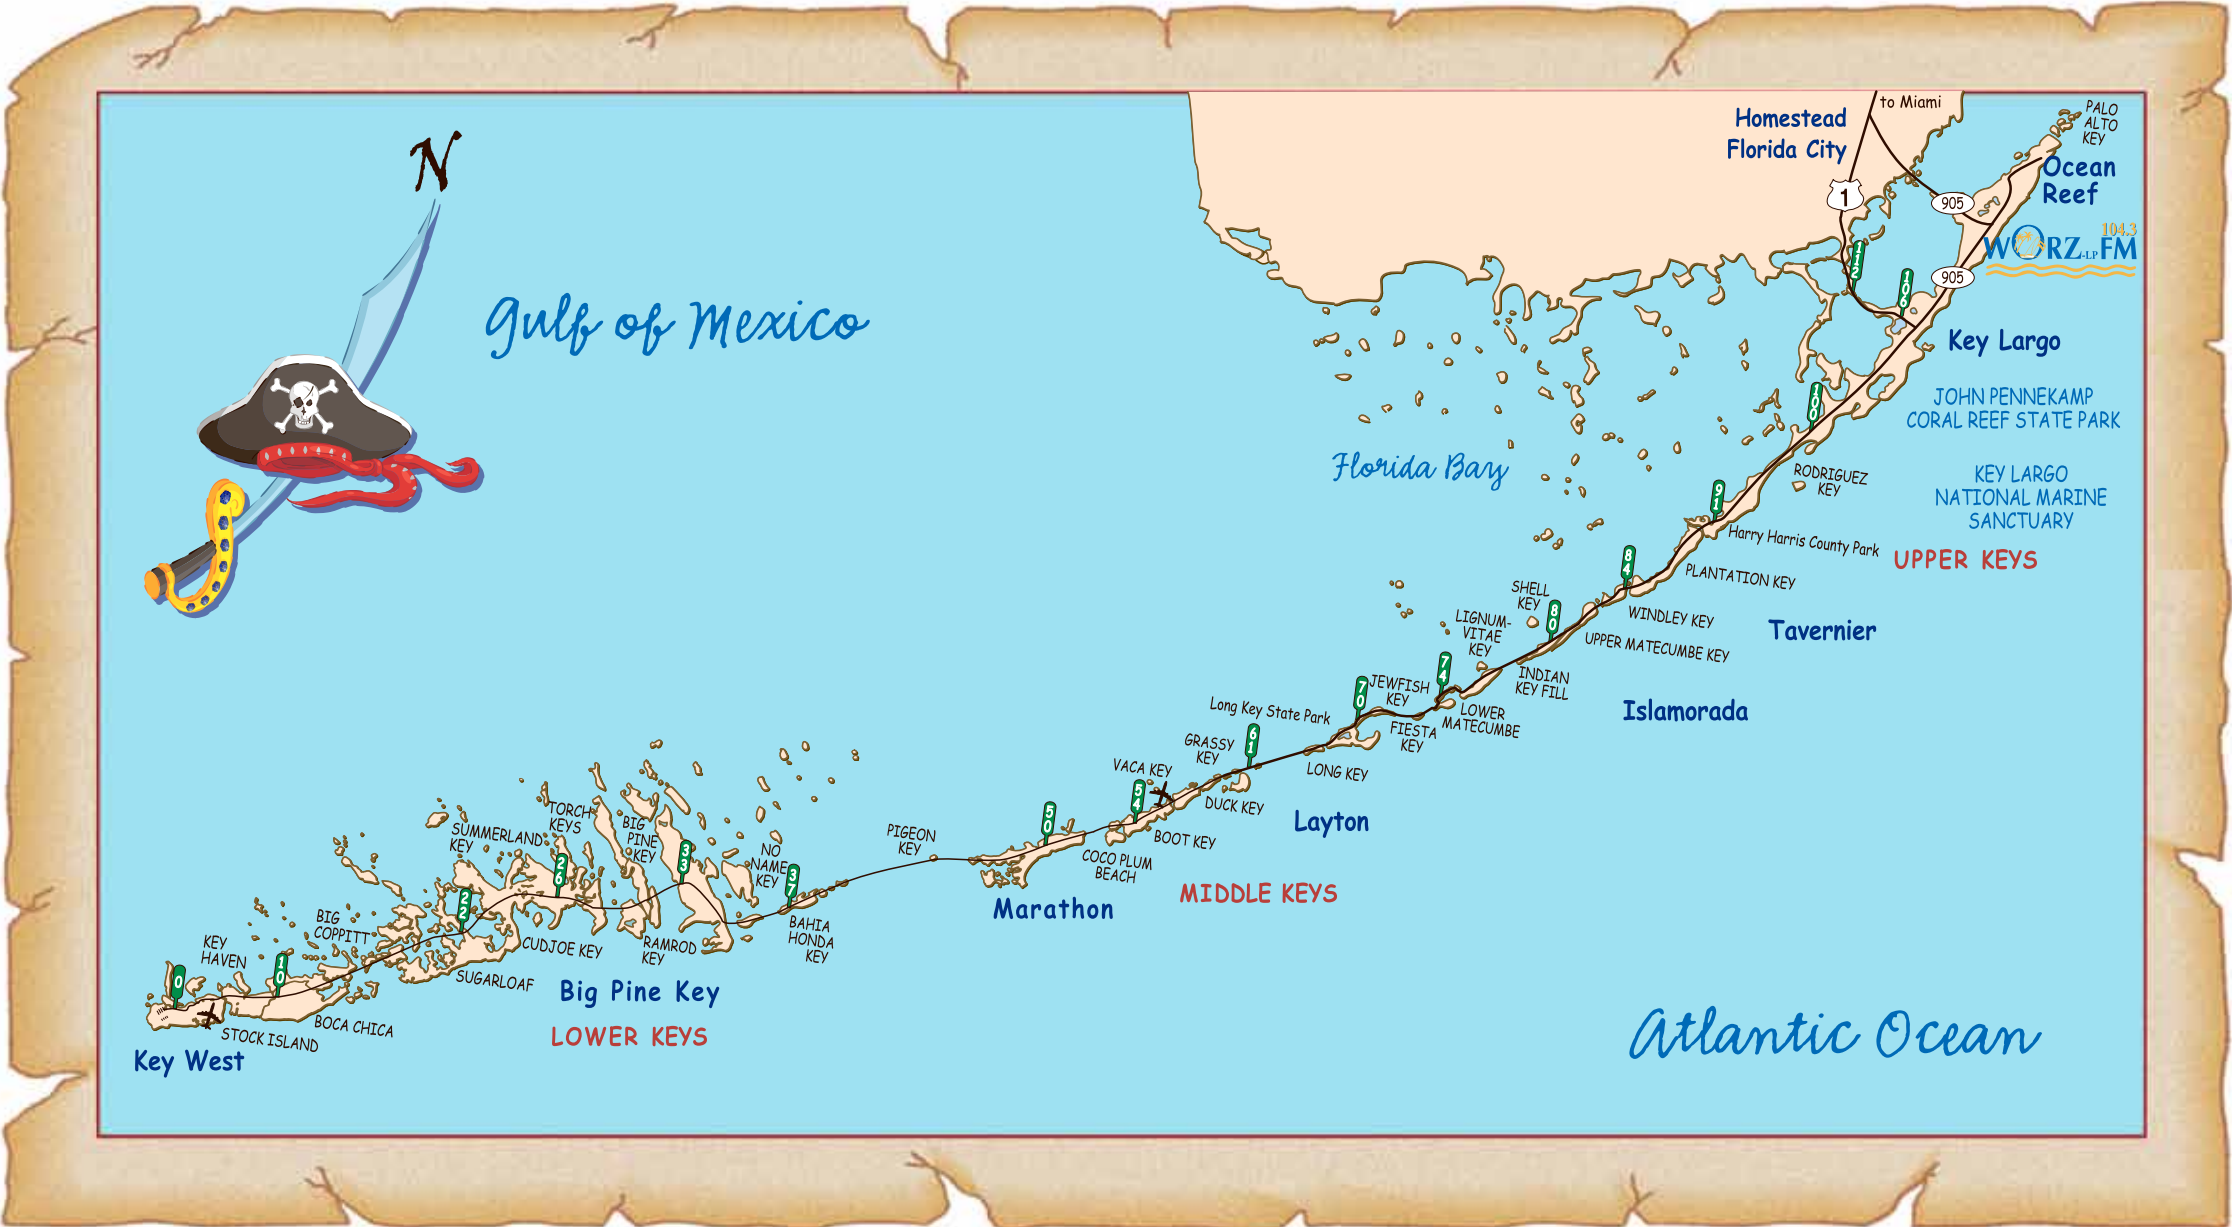 N
Gulf of Mexico
Homestead
Florida City
to Miami
1
905
905
PALO
ALTO
KEY
Ocean
Reef
104.3
WORZ-LP FM
112
106
Key Largo
JOHN PENNEKAMP
CORAL REEF STATE PARK
KEY LARGO
NATIONAL MARINE
SANCTUARY
100
RODRIGUEZ
KEY
Florida Bay
91
Harry Harris County Park
UPPER KEYS
PLANTATION KEY
84
WINDLEY KEY
Tavernier
SHELL
KEY
80
UPPER MATECUMBE KEY
LIGNUM-
VITAE
KEY
INDIAN
KEY FILL
Islamorada
74
LOWER
MATECUMBE
JEWFISH
KEY
70
FIESTA
KEY
Long Key State Park
LONG KEY
61
GRASSY
KEY
DUCK KEY
Layton
VACA KEY
54
BOOT KEY
COCO PLUM
BEACH
MIDDLE KEYS
50
Marathon
PIGEON
KEY
37
BAHIA
HONDA
KEY
NO
NAME
KEY
33
BIG
PINE
KEY
TORCH
KEYS
26
RAMROD
KEY
SUMMERLAND
KEY
22
CUDJOE KEY
SUGARLOAF
Big Pine Key
LOWER KEYS
BIG
COPPITT
10
BOCA CHICA
KEY
HAVEN
0
STOCK ISLAND
Key West
Atlantic Ocean